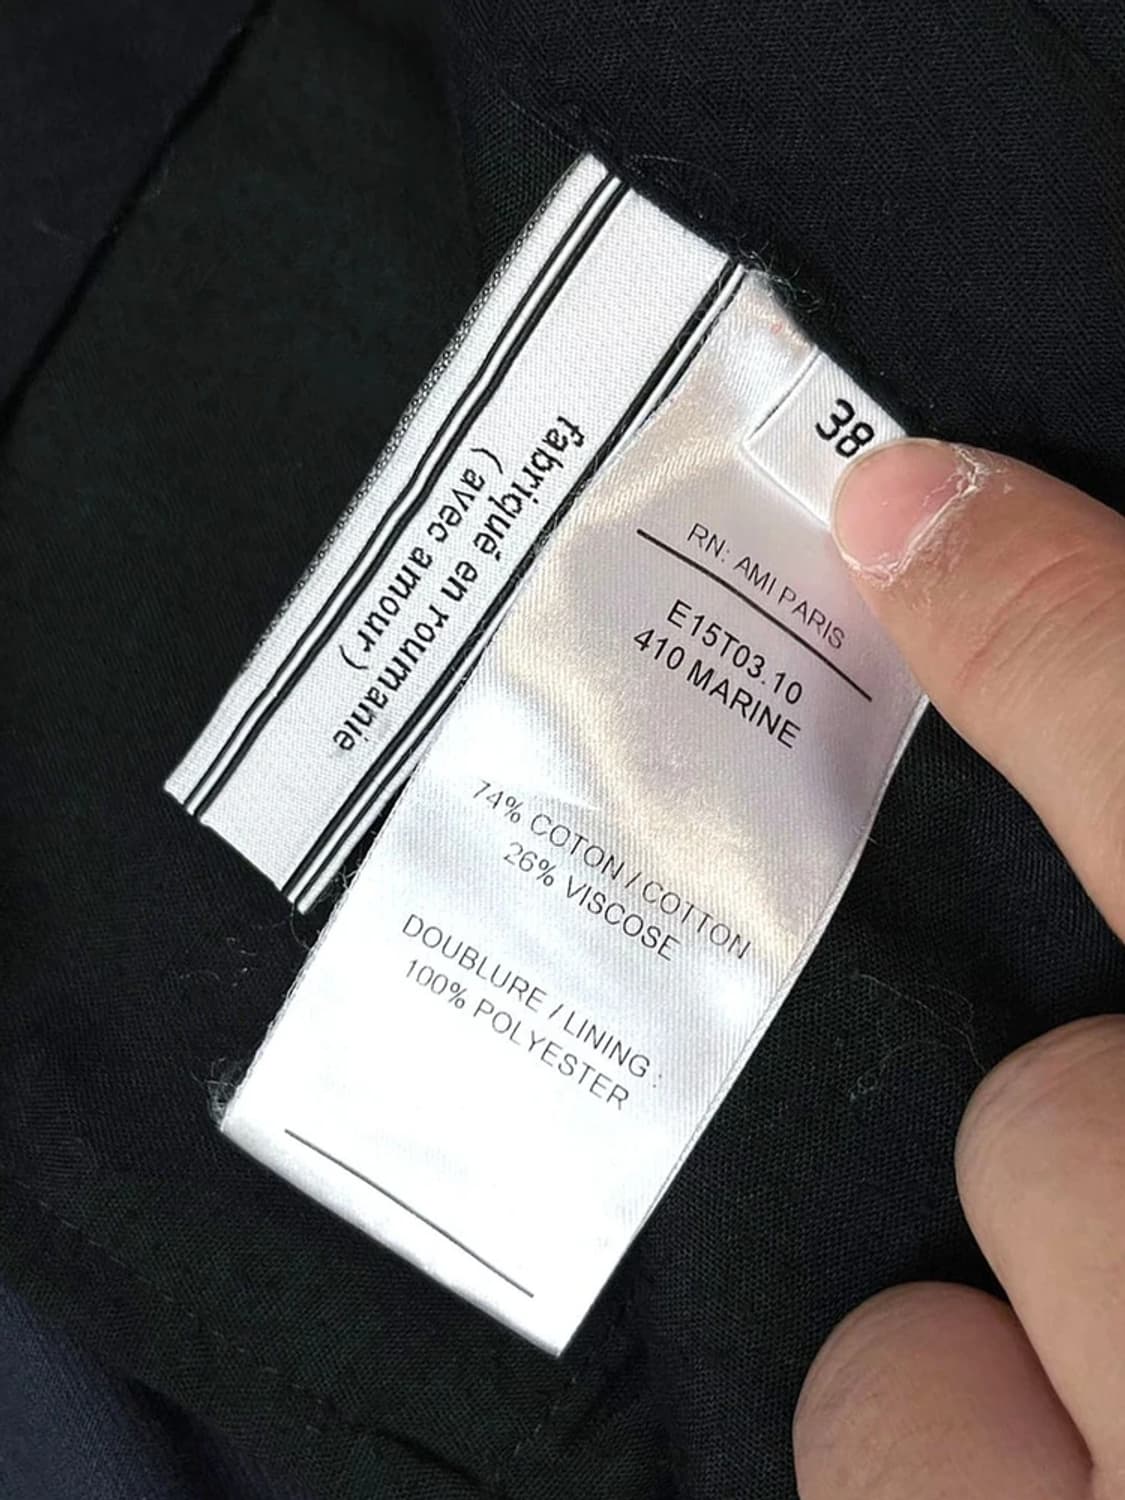 fabriqué en roumanie
( avec amour )
38
RN: AMI PARIS
E15T03.10
410 MARINE
74% COTON / COTTON
26% VISCOSE
DOUBLURE / LINING :
100% POLYESTER